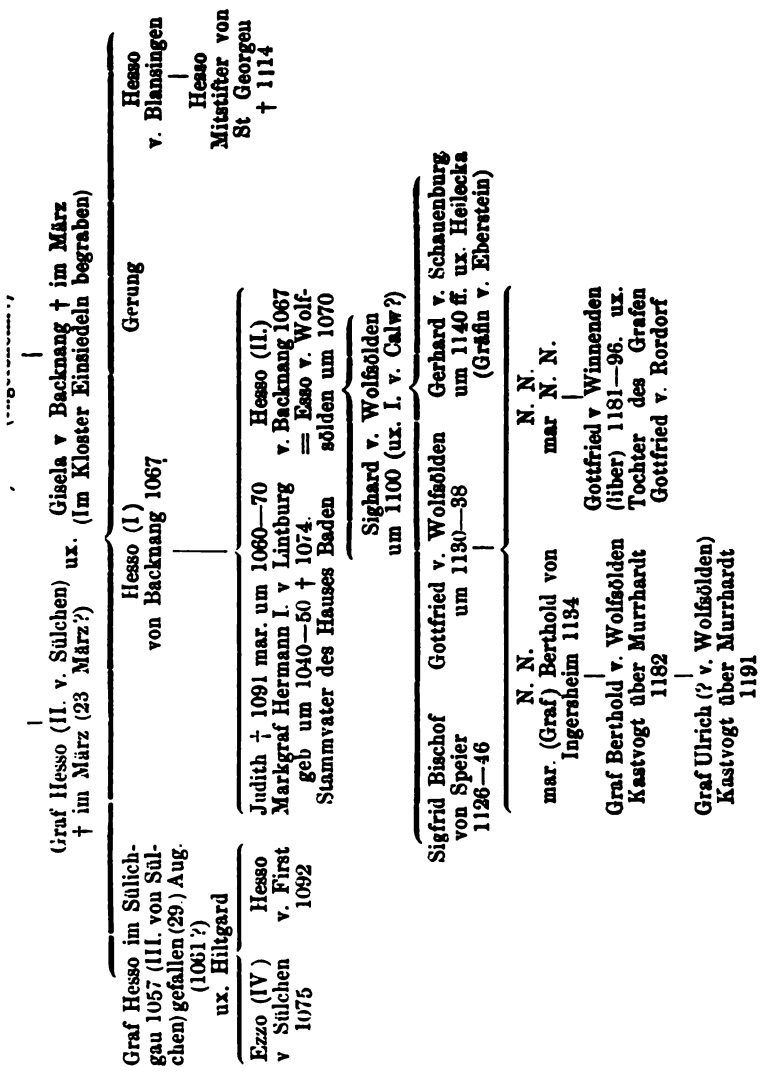 Graf Hesso (II. v. Sülchen)
† im März (23 März?)
ux.
Gisela v Backnang † im März
(Im Kloster Einsiedeln begraben)
Graf Hesso im Sülich-
gau 1057 (III. von Sül-
chen) gefallen (29.) Aug.
(1061?)
ux. Hiltgard
Hesso (I)
von Backnang 1067
Gerung
Hesso
v. Blansingen
Hesso
Mitstifter von
St Georgen
† 1114
Ezzo (IV)
v Sülchen
1075
Hesso
v. First
1092
Judith † 1091 mar. um 1060—70
Markgraf Hermann I. v Lintburg
geb um 1040—50 † 1074.
Stammvater des Hauses Baden
Hesso (II.)
v. Backnang 1067
= Esso v. Wolf-
sölden um 1070
Sighard v. Wolfsölden
um 1100 (ux. I. v. Calw?)
Sigfrid Bischof
von Speier
1126—46
Gottfried v. Wolfsölden
um 1130—38
Gerhard v. Schauenburg
um 1140 ff. ux. Heilecka
(Gräfin v. Eberstein)
N. N.
mar. (Graf) Berthold von
Ingersheim 1134
Graf Berthold v. Wolfsölden
Kastvogt über Murrhardt
1182
Graf Ulrich (? v. Wolfsölden)
Kastvogt über Murrhardt
1191
N. N.
mar N. N.
Gottfried v Winnenden
(liber) 1181—96. ux.
Tochter des Grafen
Gottfried v. Rordorf